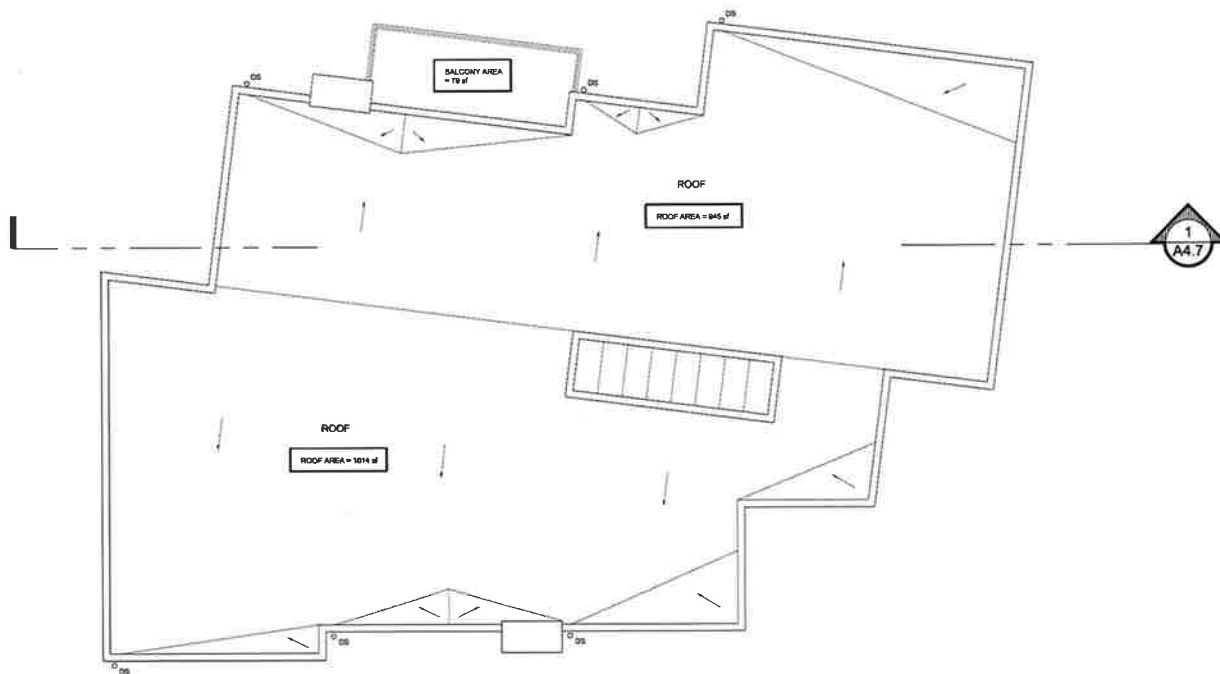 DS
DS
BALCONY AREA
= 79 sf
DS
ROOF
ROOF AREA = 945 sf
1
A4.7
ROOF
ROOF AREA = 1014 sf
DS
DS
DS